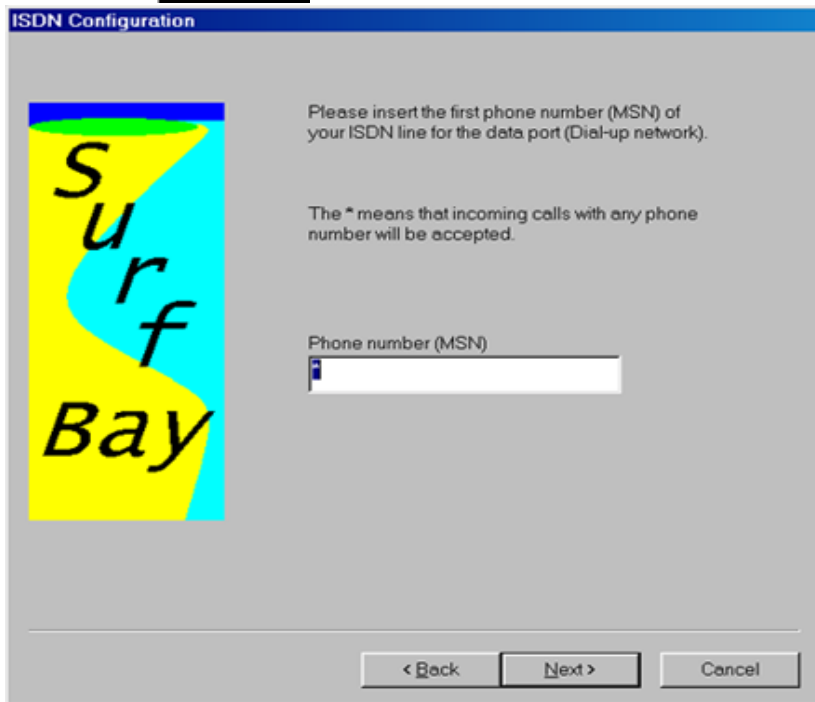 ISDN Configuration
Surf
Bay
Please insert the first phone number (MSN) of
your ISDN line for the data port (Dial-up network).
The * means that incoming calls with any phone
number will be accepted.
Phone number (MSN)
*
< Back
Next >
Cancel